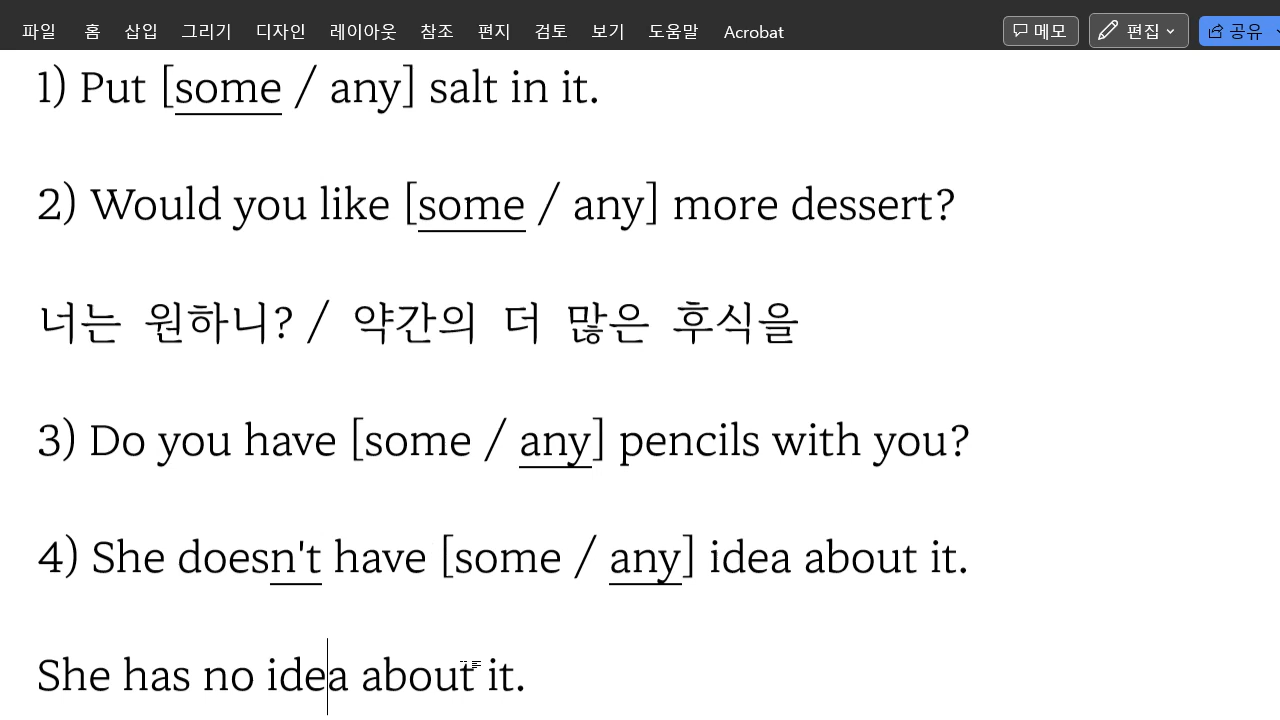 파일 홈 삽입 그리기 디자인 레이아웃 참조 편지 검토 보기 도움말 Acrobat 메모 편집 공유
1) Put [some / any] salt in it.
2) Would you like [some / any] more dessert?
너는 원하니? / 약간의 더 많은 후식을
3) Do you have [some / any] pencils with you?
4) She doesn't have [some / any] idea about it.
She has no idea about it.